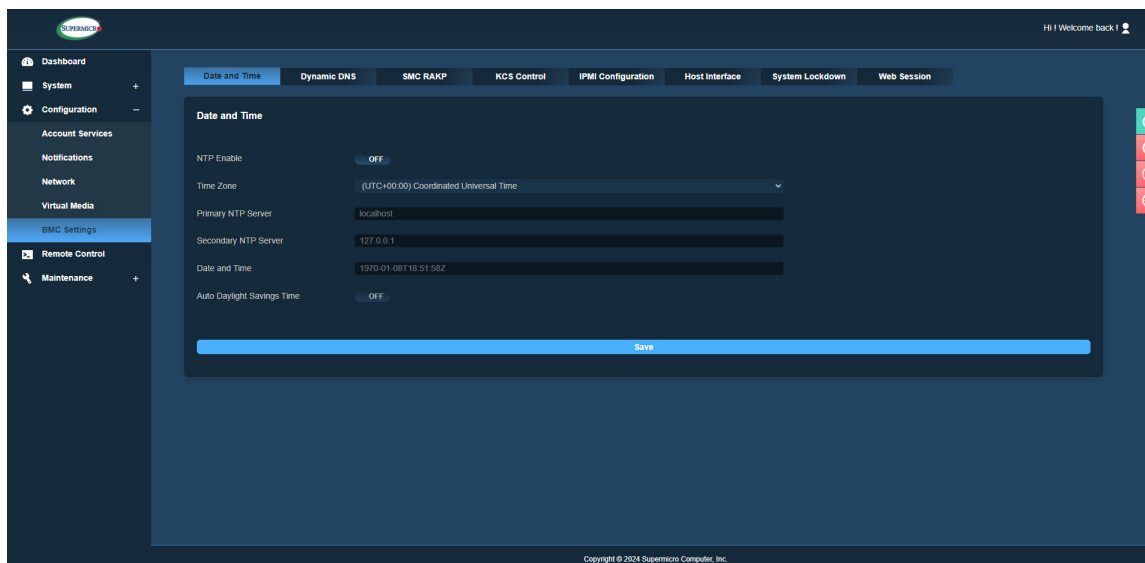 SUPERMICR
Hi ! Welcome back !
Dashboard
System +
Configuration −
Account Services
Notifications
Network
Virtual Media
BMC Settings
Remote Control
Maintenance +
Date and Time Dynamic DNS SMC RAKP KCS Control IPMI Configuration Host Interface System Lockdown Web Session
Date and Time
NTP Enable OFF
Time Zone (UTC+00:00) Coordinated Universal Time
Primary NTP Server localhost
Secondary NTP Server 127.0.0.1
Date and Time 1970-01-08T18:51:58Z
Auto Daylight Savings Time OFF
Save
Copyright © 2024 Supermicro Computer, Inc.